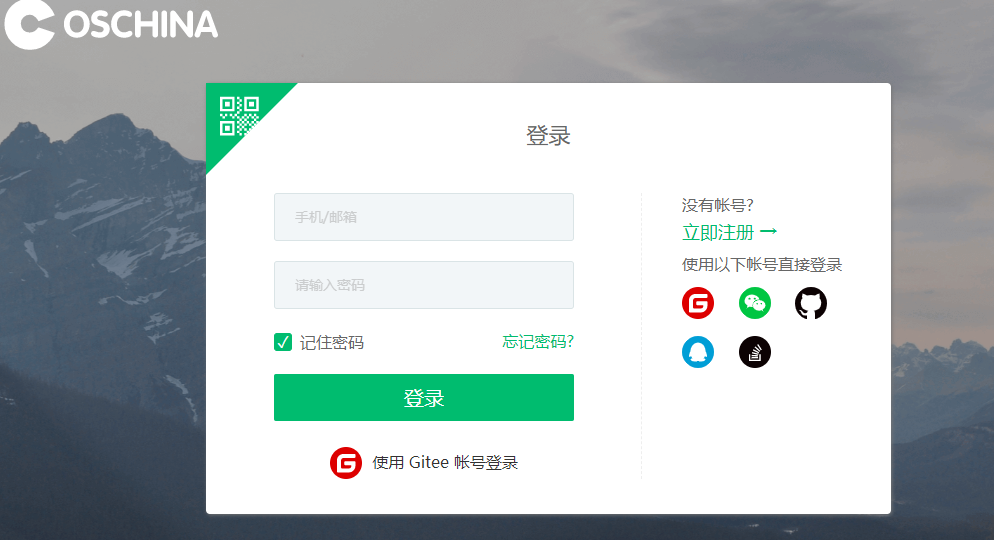 OSCHINA
登录
手机/邮箱
请输入密码
记住密码
忘记密码?
登录
使用 Gitee 帐号登录
没有帐号?
立即注册 →
使用以下帐号直接登录